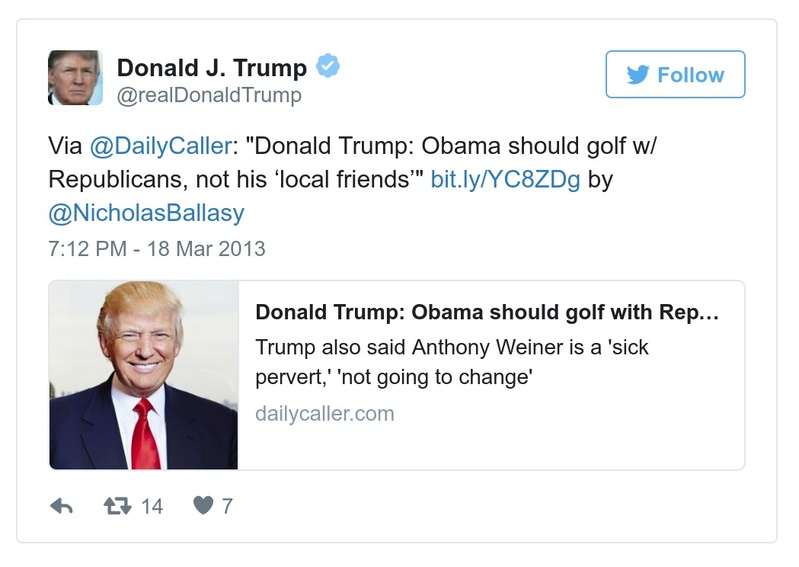 Donald J. Trump
@realDonaldTrump
Follow
Via @DailyCaller: "Donald Trump: Obama should golf w/
Republicans, not his ‘local friends’" bit.ly/YC8ZDg by
@NicholasBallasy
7:12 PM - 18 Mar 2013
Donald Trump: Obama should golf with Rep...
Trump also said Anthony Weiner is a 'sick
pervert,' 'not going to change'
dailycaller.com
14 7